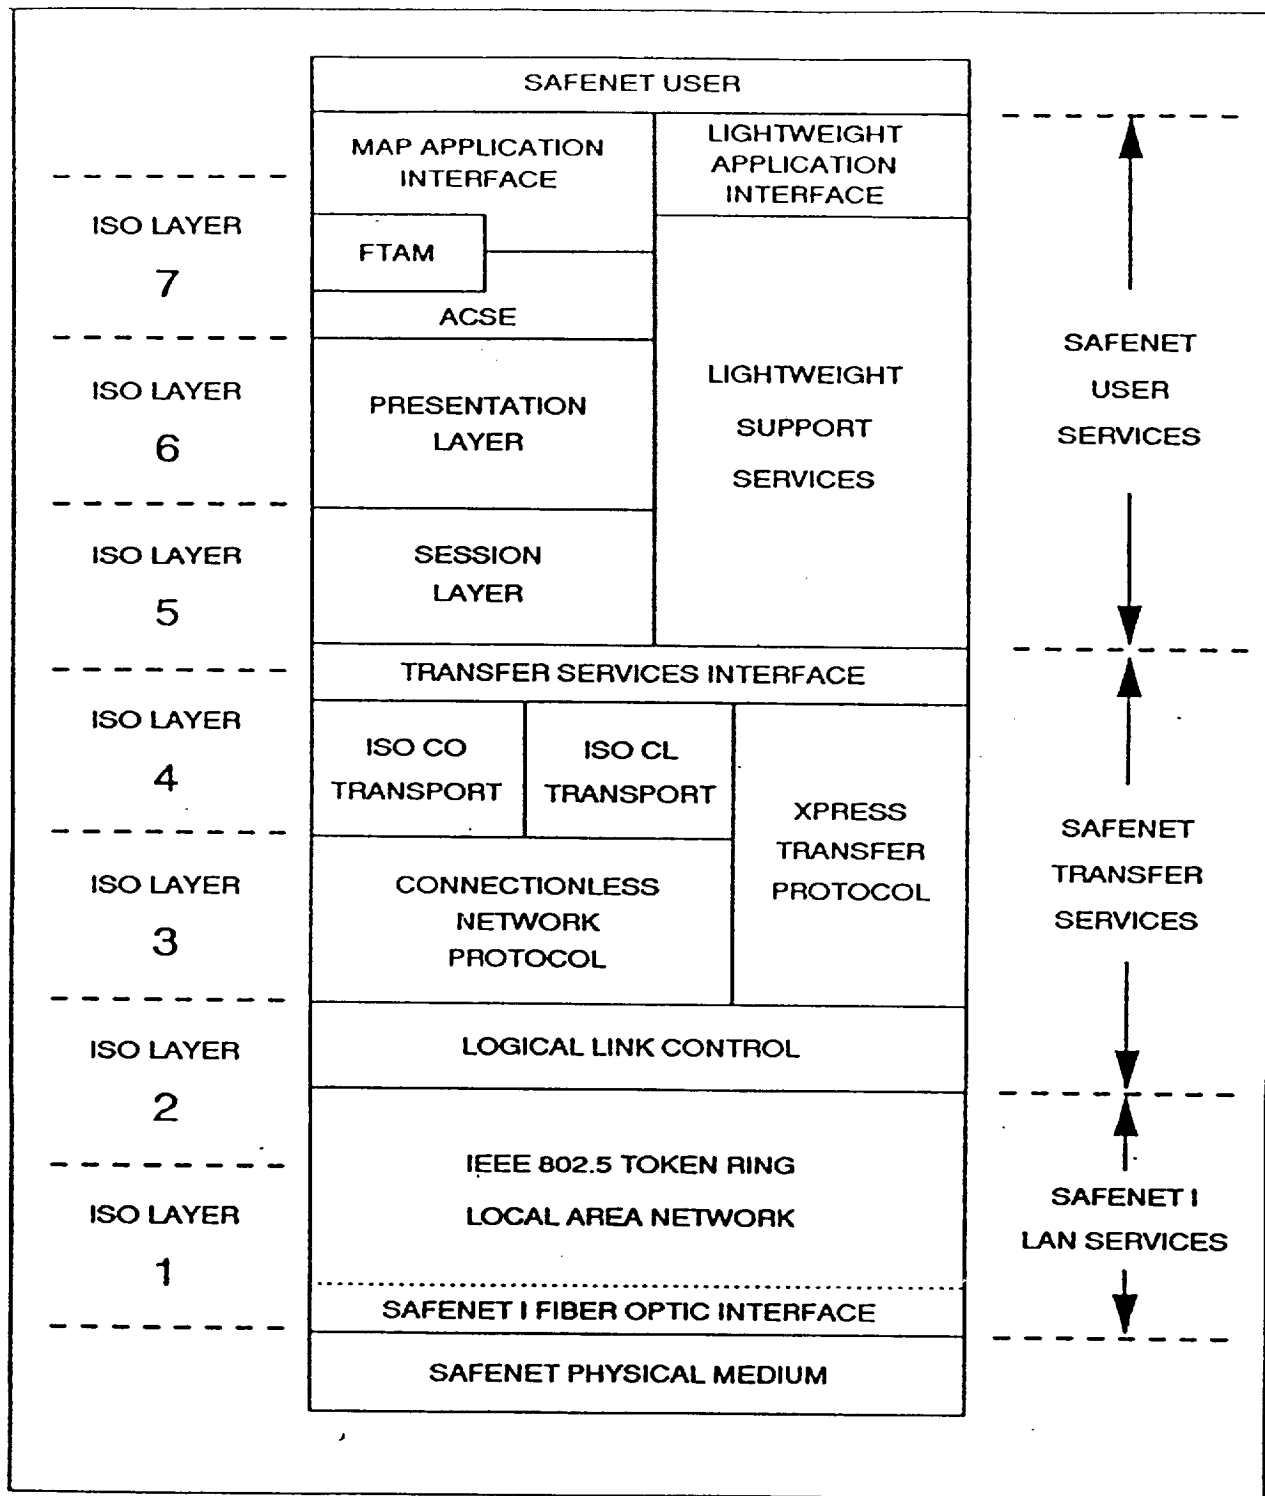 SAFENET USER
MAP APPLICATION
INTERFACE
LIGHTWEIGHT
APPLICATION
INTERFACE
ISO LAYER
7
FTAM
ACSE
ISO LAYER
6
PRESENTATION
LAYER
LIGHTWEIGHT
SUPPORT
SERVICES
SAFENET
USER
SERVICES
ISO LAYER
5
SESSION
LAYER
TRANSFER SERVICES INTERFACE
ISO LAYER
4
ISO CO
TRANSPORT
ISO CL
TRANSPORT
XPRESS
TRANSFER
PROTOCOL
SAFENET
TRANSFER
SERVICES
ISO LAYER
3
CONNECTIONLESS
NETWORK
PROTOCOL
ISO LAYER
2
LOGICAL LINK CONTROL
IEEE 802.5 TOKEN RING
LOCAL AREA NETWORK
SAFENET I
LAN SERVICES
ISO LAYER
1
SAFENET I FIBER OPTIC INTERFACE
SAFENET PHYSICAL MEDIUM